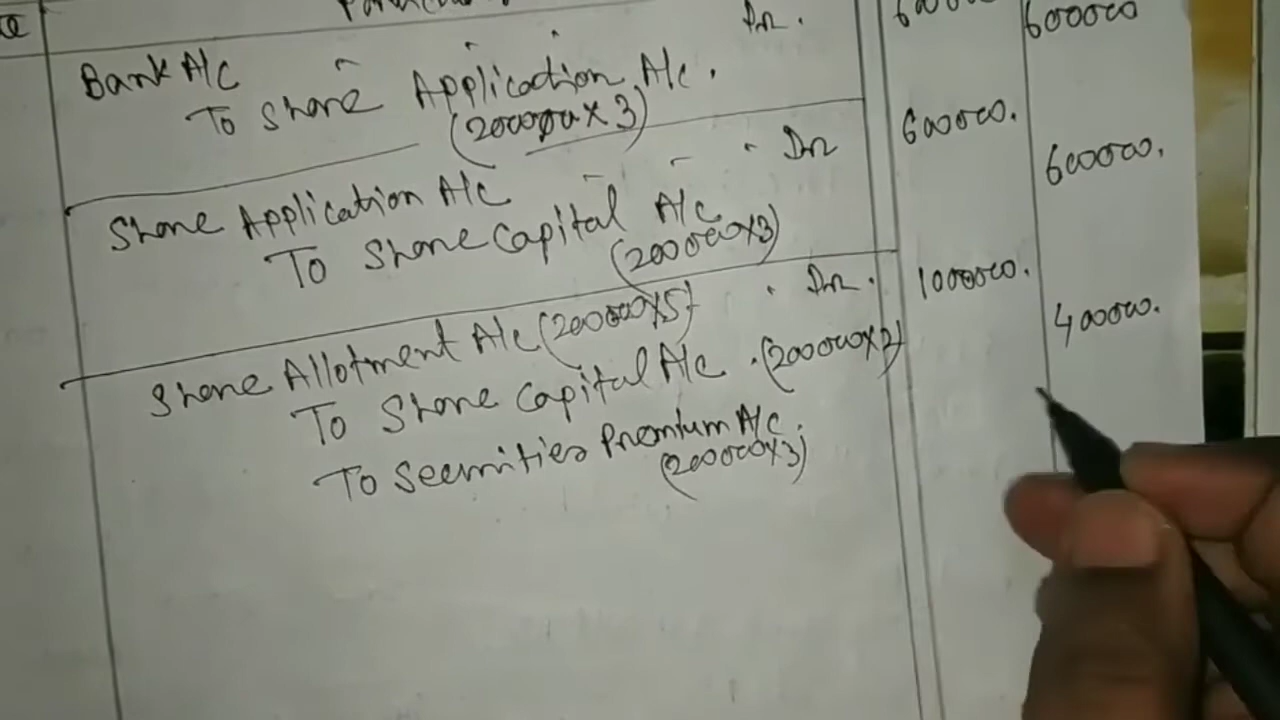 Bank A/c Dr. 600000
To Share Application A/c. 600000
(200000 x 3)
Share Application A/c Dr 600000.
To Share Capital A/c 600000.
(200000x3)
Share Allotment A/c (200000x5) Dr. 1000000.
To Share Capital A/c . (200000x2) 400000.
To Securities Premium A/c.
(200000x3)